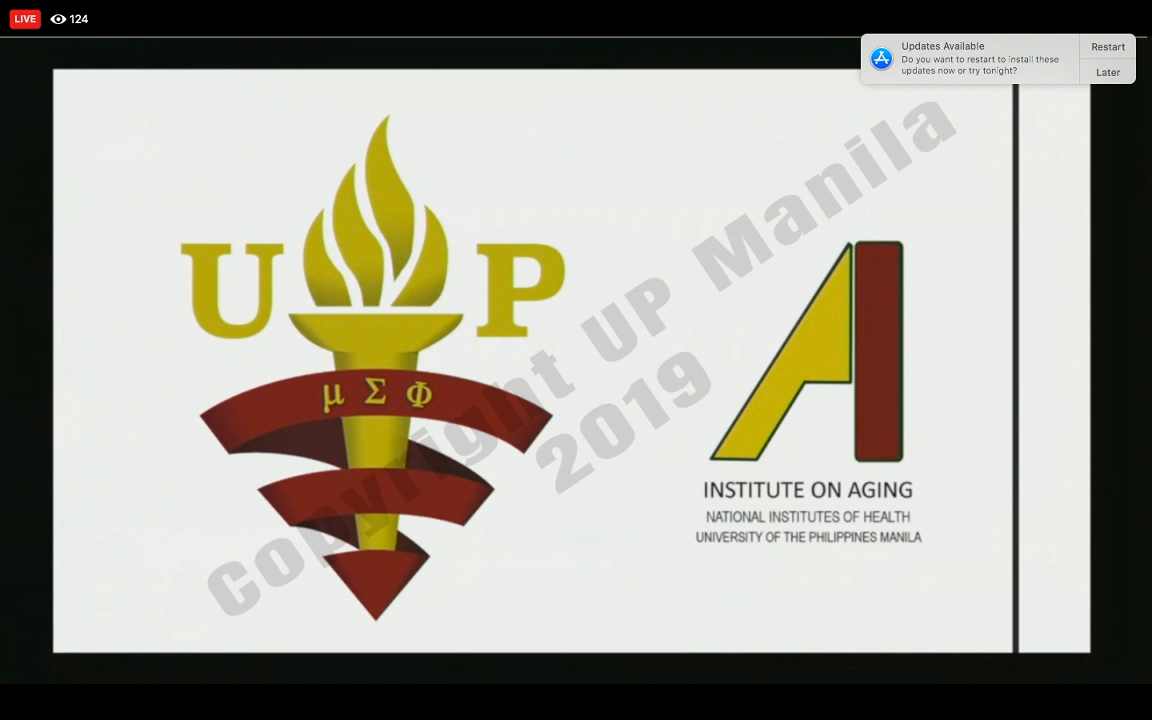 LIVE 124
Updates Available
Do you want to restart to install these
updates now or try tonight?
Restart
Later
U P
μ Σ Φ
Copyright UP Manila
2019
INSTITUTE ON AGING
NATIONAL INSTITUTES OF HEALTH
UNIVERSITY OF THE PHILIPPINES MANILA